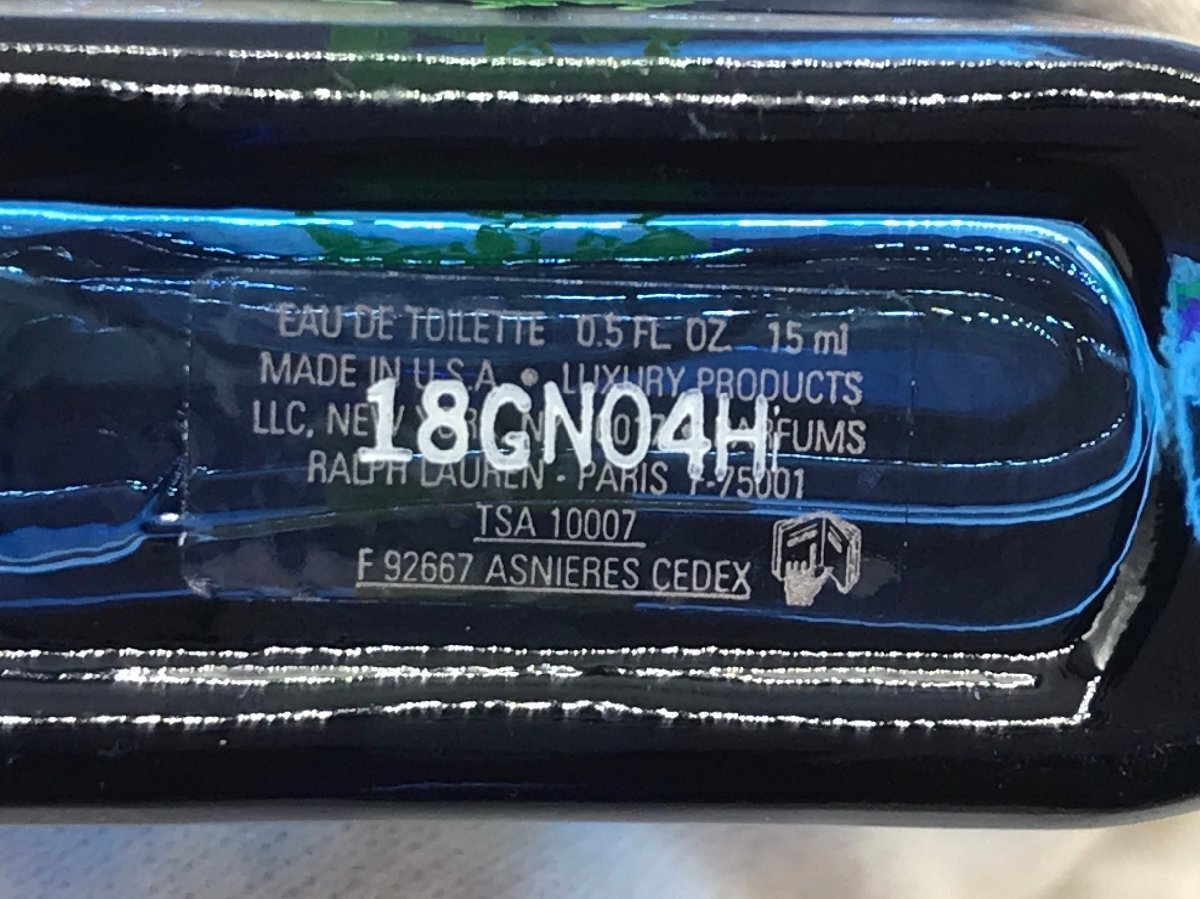 EAU DE TOILETTE 0.5 FL. OZ. 15 ml
MADE IN U.S.A. • LUXURY PRODUCTS
LLC, NEW
18GN04H
RALPH LAUREN - PARIS F-75001
TSA 10007
F 92667 ASNIERES CEDEX